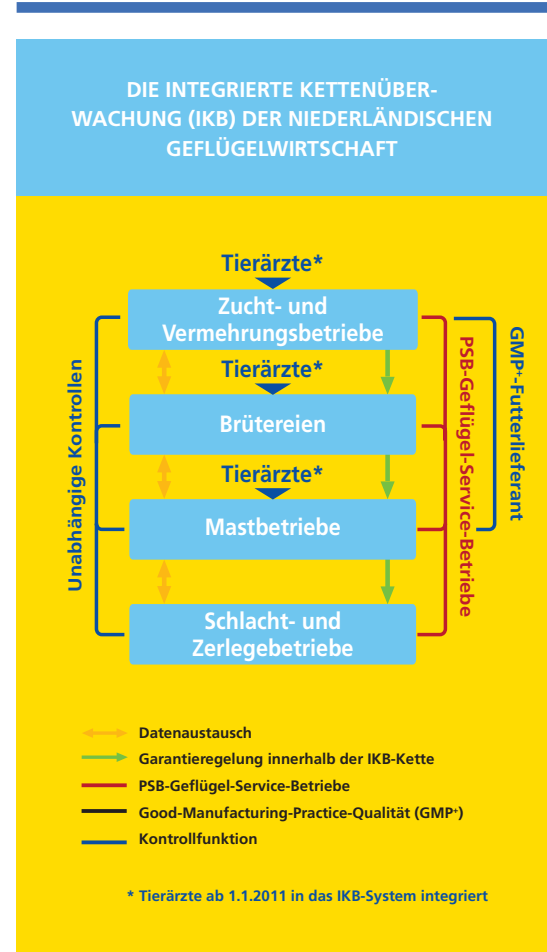 DIE INTEGRIERTE KETTENÜBER-
WACHUNG (IKB) DER NIEDERLÄNDISCHEN
GEFLÜGELWIRTSCHAFT
Tierärzte*
Zucht- und
Vermehrungsbetriebe
Tierärzte*
Brütereien
Tierärzte*
Mastbetriebe
Schlacht- und
Zerlegebetriebe
Unabhängige Kontrollen
PSB-Geflügel-Service-Betriebe
GMP⁺-Futterlieferant
Datenaustausch
Garantieregelung innerhalb der IKB-Kette
PSB-Geflügel-Service-Betriebe
Good-Manufacturing-Practice-Qualität (GMP⁺)
Kontrollfunktion
* Tierärzte ab 1.1.2011 in das IKB-System integriert